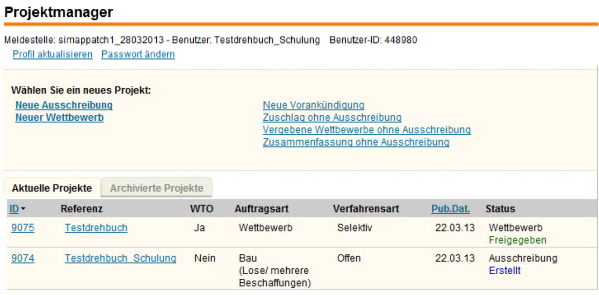 Projektmanager
Meldestelle: simappatch1_28032013 - Benutzer: Testdrehbuch_Schulung Benutzer-ID: 448980
Profil aktualisieren Passwort ändern
Wählen Sie ein neues Projekt:
Neue Ausschreibung Neue Vorankündigung
Neuer Wettbewerb Zuschlag ohne Ausschreibung
Vergebene Wettbewerbe ohne Ausschreibung
Zusammenfassung ohne Ausschreibung
Aktuelle Projekte Archivierte Projekte
ID Referenz WTO Auftragsart Verfahrensart Pub.Dat. Status
9075 Testdrehbuch Ja Wettbewerb Selektiv 22.03.13 Wettbewerb
Freigegeben
9074 Testdrehbuch_Schulung Nein Bau Offen 22.03.13 Ausschreibung
(Lose/ mehrere Erstellt
Beschaffungen)